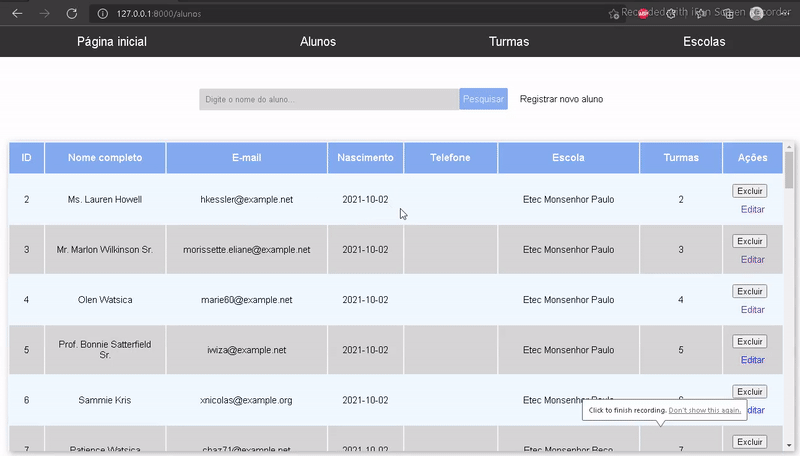 127.0.0.1:8000/alunos
Recorded with iFun Screen Recorder
Página inicial Alunos Turmas Escolas
Digite o nome do aluno... Pesquisar Registrar novo aluno
ID Nome completo E-mail Nascimento Telefone Escola Turmas Ações
2 Ms. Lauren Howell hkessler@example.net 2021-10-02 Etec Monsenhor Paulo 2 Excluir
Editar
3 Mr. Marlon Wilkinson Sr. morissette.eliane@example.net 2021-10-02 Etec Monsenhor Paulo 3 Excluir
Editar
4 Olen Watsica marie60@example.net 2021-10-02 Etec Monsenhor Paulo 4 Excluir
Editar
5 Prof. Bonnie Satterfield Sr. iwiza@example.net 2021-10-02 Etec Monsenhor Paulo 5 Excluir
Editar
6 Sammie Kris xnicolas@example.org 2021-10-02 Etec Monsenhor Excluir
Click to finish recording. Don't show this again. ditar
7 Patience Watsica chaz71@example.net 2021-10-02 Etec Monsenhor 7 Excluir